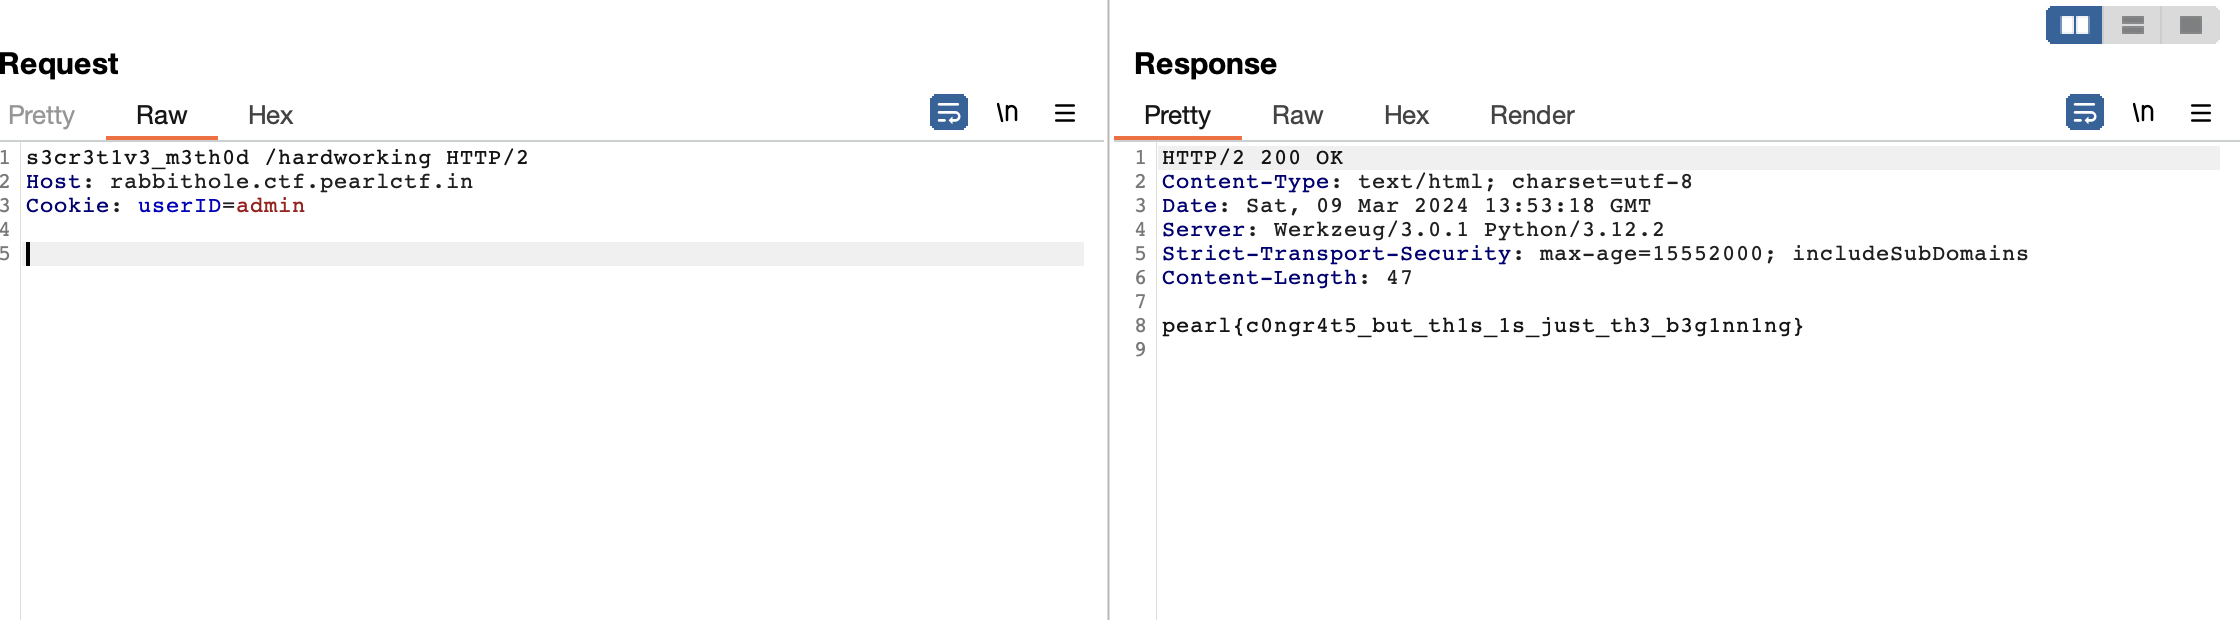 Request
Pretty Raw Hex \n
1 s3cr3t1v3_m3th0d /hardworking HTTP/2
2 Host: rabbithole.ctf.pearlctf.in
3 Cookie: userID=admin
4
5
Response
Pretty Raw Hex Render \n
1 HTTP/2 200 OK
2 Content-Type: text/html; charset=utf-8
3 Date: Sat, 09 Mar 2024 13:53:18 GMT
4 Server: Werkzeug/3.0.1 Python/3.12.2
5 Strict-Transport-Security: max-age=15552000; includeSubDomains
6 Content-Length: 47
7
8 pearl{c0ngr4t5_but_th1s_1s_just_th3_b3g1nn1ng}
9